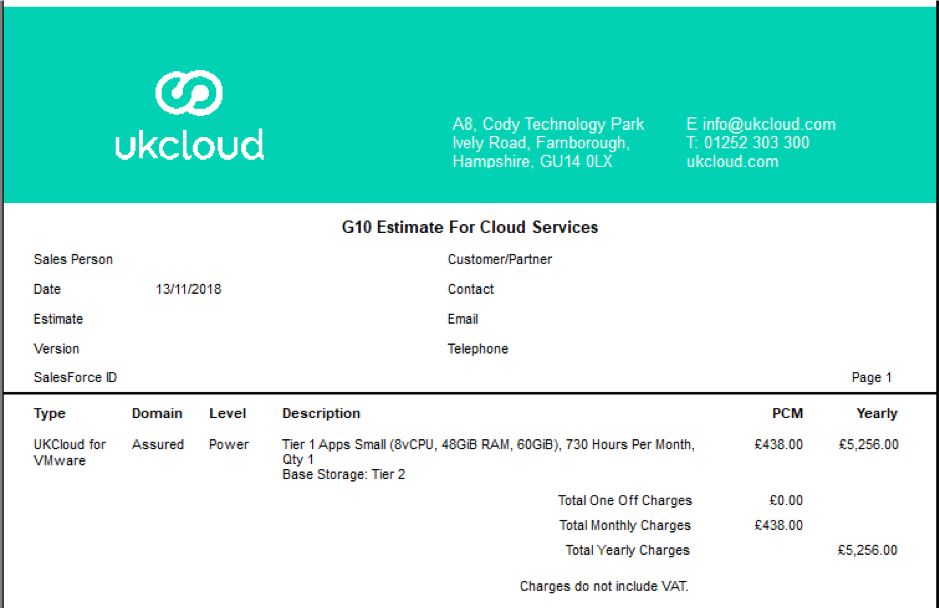 ukcloud
A8, Cody Technology Park
Ively Road, Farnborough,
Hampshire, GU14 0LX
E info@ukcloud.com
T: 01252 303 300
ukcloud.com
G10 Estimate For Cloud Services
Sales Person
Customer/Partner
Date 13/11/2018
Contact
Estimate
Email
Version
Telephone
SalesForce ID
Page 1
Type Domain Level Description PCM Yearly
UKCloud for Assured Power Tier 1 Apps Small (8vCPU, 48GiB RAM, 60GiB), 730 Hours Per Month, £438.00 £5,256.00
VMware Qty 1
Base Storage: Tier 2
Total One Off Charges £0.00
Total Monthly Charges £438.00
Total Yearly Charges £5,256.00
Charges do not include VAT.